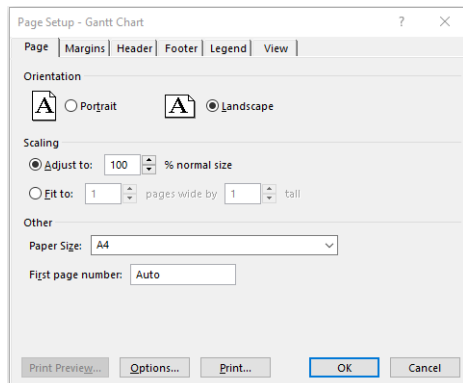 Page Setup - Gantt Chart ? ×
Page Margins Header Footer Legend View
Orientation
A Portrait A Landscape
Scaling
Adjust to: 100 % normal size
Fit to: 1 pages wide by 1 tall
Other
Paper Size: A4
First page number: Auto
Print Preview... Options... Print... OK Cancel